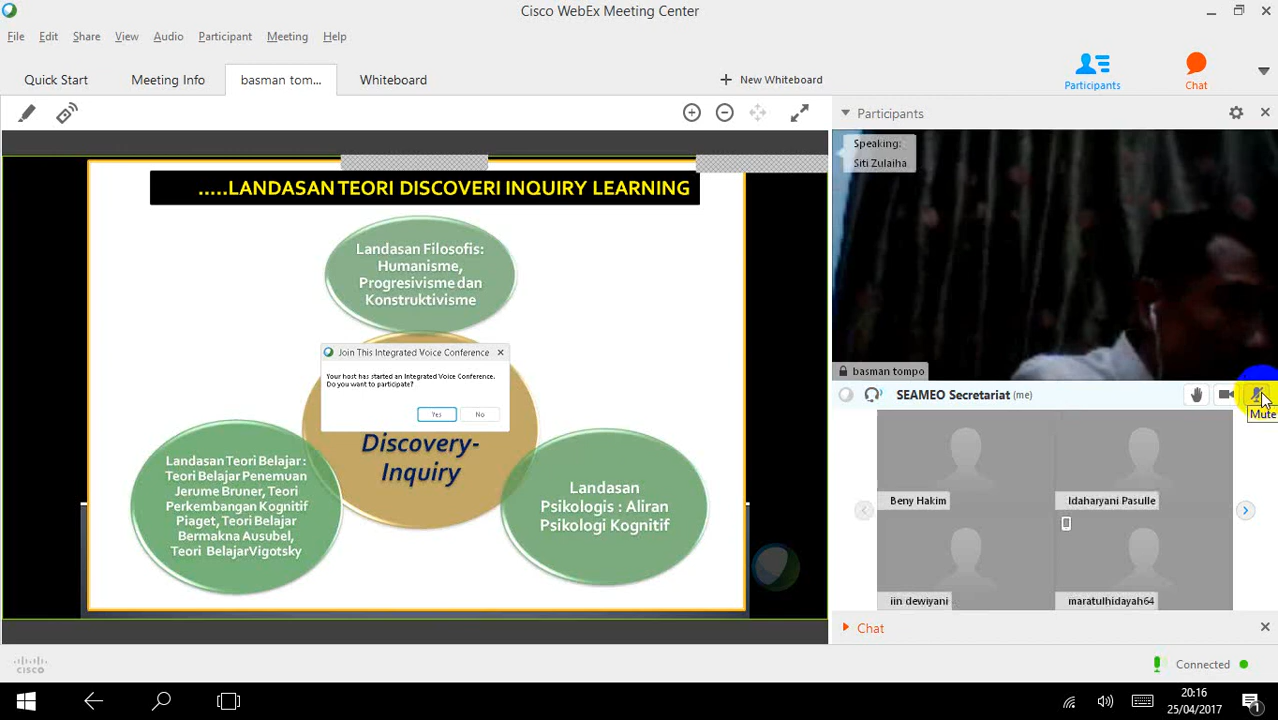 Cisco WebEx Meeting Center
File Edit Share View Audio Participant Meeting Help
Quick Start Meeting Info basman tom... Whiteboard
New Whiteboard
Participants Chat
Participants
.....LANDASAN TEORI DISCOVERI INQUIRY LEARNING
Landasan Filosofis:
Humanisme,
Progresivisme dan
Konstruktivisme
Join This Integrated Voice Conference
Your host has started an Integrated Voice Conference.
Do you want to participate?
Yes No
Discovery-
Inquiry
Landasan Teori Belajar :
Teori Belajar Penemuan
Jerume Bruner, Teori
Perkembangan Kognitif
Piaget, Teori Belajar
Bermakna Ausubel,
Teori BelajarVigotsky
Landasan
Psikologis : Aliran
Psikologi Kognitif
Speaking:
Siti Zulaiha
basman tompo
SEAMEO Secretariat (me)
Mute
Beny Hakim
Idaharyani Pasulle
iin dewiyani
maratulhidayah64
Chat
cisco
Connected
20:16
25/04/2017
1